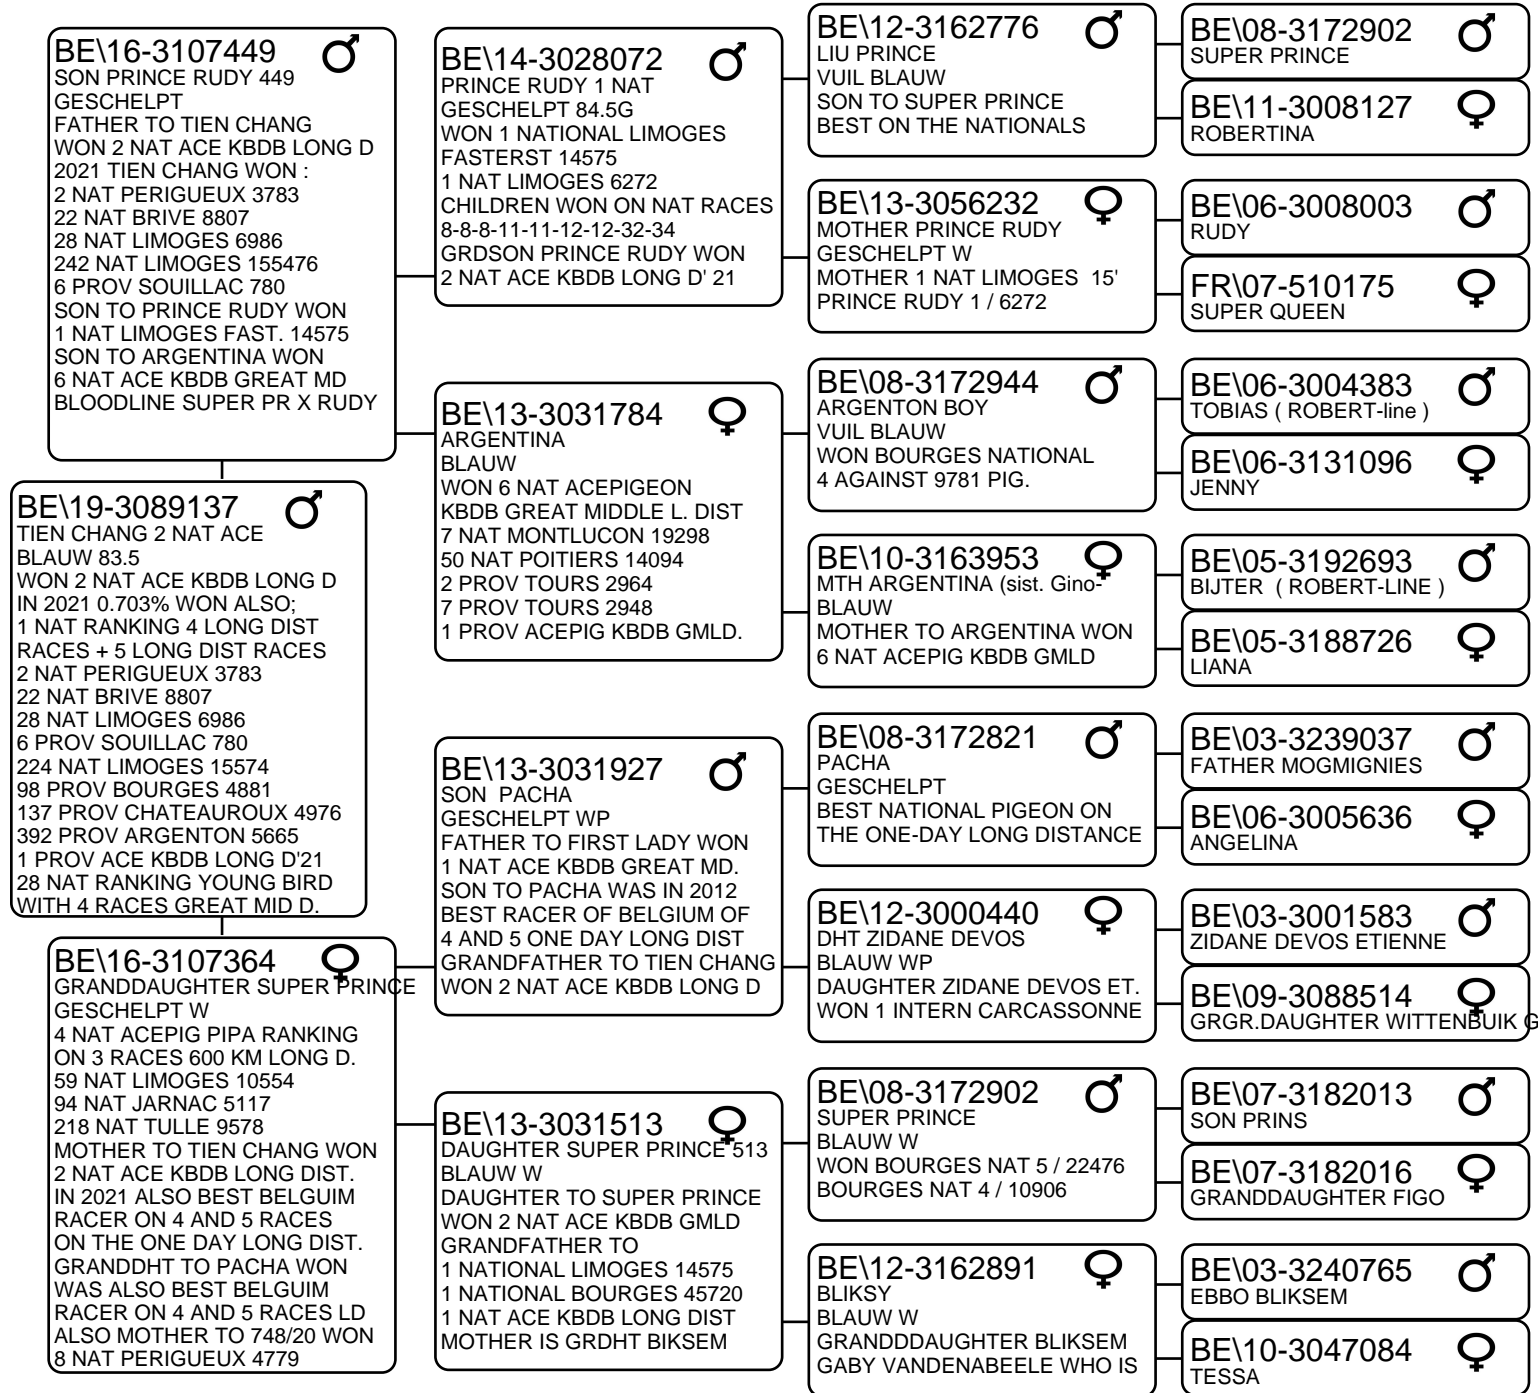 BE\16-3107449
SON PRINCE RUDY 449
GESCHELPT
FATHER TO TIEN CHANG
WON 2 NAT ACE KBDB LONG D
2021 TIEN CHANG WON :
2 NAT PERIGUEUX 3783
22 NAT BRIVE 8807
28 NAT LIMOGES 6986
242 NAT LIMOGES 155476
6 PROV SOUILLAC 780
SON TO PRINCE RUDY WON
1 NAT LIMOGES FAST. 14575
SON TO ARGENTINA WON
6 NAT ACE KBDB GREAT MD
BLOODLINE SUPER PR X RUDY
BE\19-3089137
TIEN CHANG 2 NAT ACE
BLAUW 83.5
WON 2 NAT ACE KBDB LONG D
IN 2021 0.703% WON ALSO;
1 NAT RANKING 4 LONG DIST
RACES + 5 LONG DIST RACES
2 NAT PERIGUEUX 3783
22 NAT BRIVE 8807
28 NAT LIMOGES 6986
6 PROV SOUILLAC 780
224 NAT LIMOGES 15574
98 PROV BOURGES 4881
137 PROV CHATEAUROUX 4976
392 PROV ARGENTON 5665
1 PROV ACE KBDB LONG D'21
28 NAT RANKING YOUNG BIRD
WITH 4 RACES GREAT MID D.
BE\16-3107364
GRANDDAUGHTER SUPER PRINCE
GESCHELPT W
4 NAT ACEPIG PIPA RANKING
ON 3 RACES 600 KM LONG D.
59 NAT LIMOGES 10554
94 NAT JARNAC 5117
218 NAT TULLE 9578
MOTHER TO TIEN CHANG WON
2 NAT ACE KBDB LONG DIST.
IN 2021 ALSO BEST BELGUIM
RACER ON 4 AND 5 RACES
ON THE ONE DAY LONG DIST.
GRANDDHT TO PACHA WON
WAS ALSO BEST BELGUIM
RACER ON 4 AND 5 RACES LD
ALSO MOTHER TO 748/20 WON
8 NAT PERIGUEUX 4779
BE\14-3028072
PRINCE RUDY 1 NAT
GESCHELPT 84.5G
WON 1 NATIONAL LIMOGES
FASTERST 14575
1 NAT LIMOGES 6272
CHILDREN WON ON NAT RACES
8-8-8-11-11-12-12-32-34
GRDSON PRINCE RUDY WON
2 NAT ACE KBDB LONG D' 21
BE\13-3031784
ARGENTINA
BLAUW
WON 6 NAT ACEPIGEON
KBDB GREAT MIDDLE L. DIST
7 NAT MONTLUCON 19298
50 NAT POITIERS 14094
2 PROV TOURS 2964
7 PROV TOURS 2948
1 PROV ACEPIG KBDB GMLD.
BE\13-3031927
SON  PACHA
GESCHELPT WP
FATHER TO FIRST LADY WON
1 NAT ACE KBDB GREAT MD.
SON TO PACHA WAS IN 2012
BEST RACER OF BELGIUM OF
4 AND 5 ONE DAY LONG DIST
GRANDFATHER TO TIEN CHANG
WON 2 NAT ACE KBDB LONG D
BE\13-3031513
DAUGHTER SUPER PRINCE 513
BLAUW W
DAUGHTER TO SUPER PRINCE
WON 2 NAT ACE KBDB GMLD
GRANDFATHER TO
1 NATIONAL LIMOGES 14575
1 NATIONAL BOURGES 45720
1 NAT ACE KBDB LONG DIST
MOTHER IS GRDHT BIKSEM
BE\12-3162776
LIU PRINCE
VUIL BLAUW
SON TO SUPER PRINCE
BEST ON THE NATIONALS
BE\13-3056232
MOTHER PRINCE RUDY
GESCHELPT W
MOTHER 1 NAT LIMOGES  15'
PRINCE RUDY 1 / 6272
BE\08-3172944
ARGENTON BOY
VUIL BLAUW
WON BOURGES NATIONAL
4 AGAINST 9781 PIG.
BE\10-3163953
MTH ARGENTINA (sist. Gino-
BLAUW
MOTHER TO ARGENTINA WON
6 NAT ACEPIG KBDB GMLD
BE\08-3172821
PACHA
GESCHELPT
BEST NATIONAL PIGEON ON
THE ONE-DAY LONG DISTANCE
BE\12-3000440
DHT ZIDANE DEVOS
BLAUW WP
DAUGHTER ZIDANE DEVOS ET.
WON 1 INTERN CARCASSONNE
BE\08-3172902
SUPER PRINCE
BLAUW W
WON BOURGES NAT 5 / 22476
BOURGES NAT 4 / 10906
BE\12-3162891
BLIKSY
BLAUW W
GRANDDDAUGHTER BLIKSEM
GABY VANDENABEELE WHO IS
BE\08-3172902
SUPER PRINCE
BE\11-3008127
ROBERTINA
BE\06-3008003
RUDY
FR\07-510175
SUPER QUEEN
BE\06-3004383
TOBIAS ( ROBERT-line )
BE\06-3131096
JENNY
BE\05-3192693
BIJTER  ( ROBERT-LINE )
BE\05-3188726
LIANA
BE\03-3239037
FATHER MOGMIGNIES
BE\06-3005636
ANGELINA
BE\03-3001583
ZIDANE DEVOS ETIENNE
BE\09-3088514
GRGR.DAUGHTER WITTENBUIK G
BE\07-3182013
SON PRINS
BE\07-3182016
GRANDDAUGHTER FIGO
BE\03-3240765
EBBO BLIKSEM
BE\10-3047084
TESSA